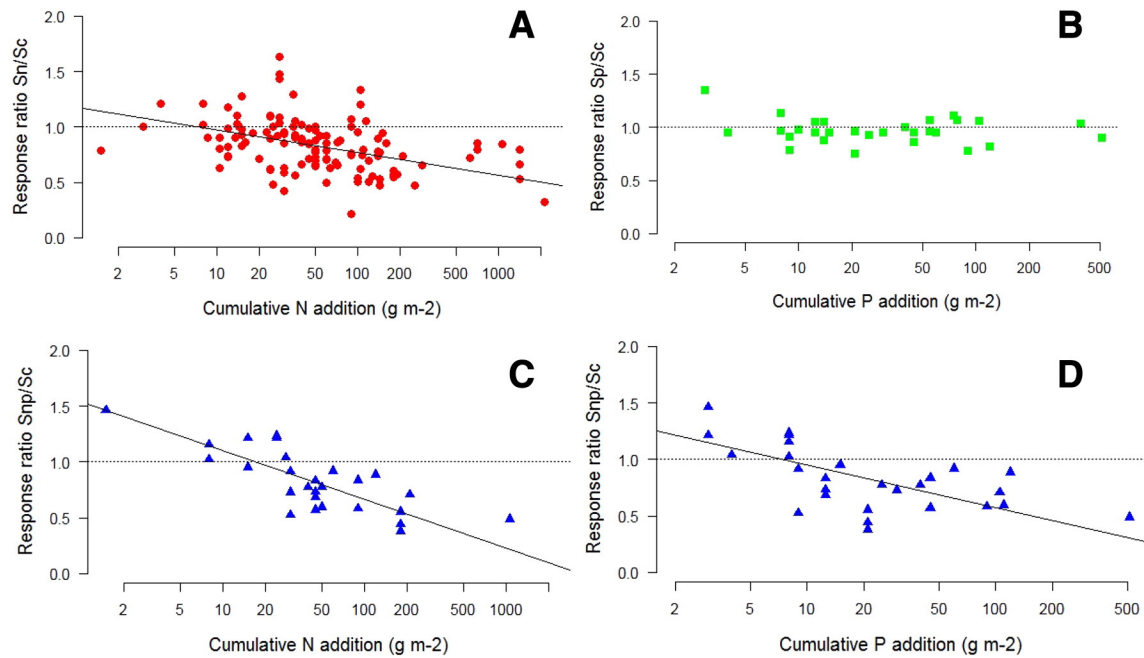 A
Response ratio Sn/Sc
2.0
1.5
1.0
0.5
0.0
2 5 10 20 50 100 200 500 1000
Cumulative N addition (g m-2)
B
Response ratio Sp/Sc
2.0
1.5
1.0
0.5
0.0
2 5 10 20 50 100 200 500
Cumulative P addition (g m-2)
C
Response ratio Snp/Sc
2.0
1.5
1.0
0.5
0.0
2 5 10 20 50 100 200 500 1000
Cumulative N addition (g m-2)
D
Response ratio Snp/Sc
2.0
1.5
1.0
0.5
0.0
2 5 10 20 50 100 200 500
Cumulative P addition (g m-2)